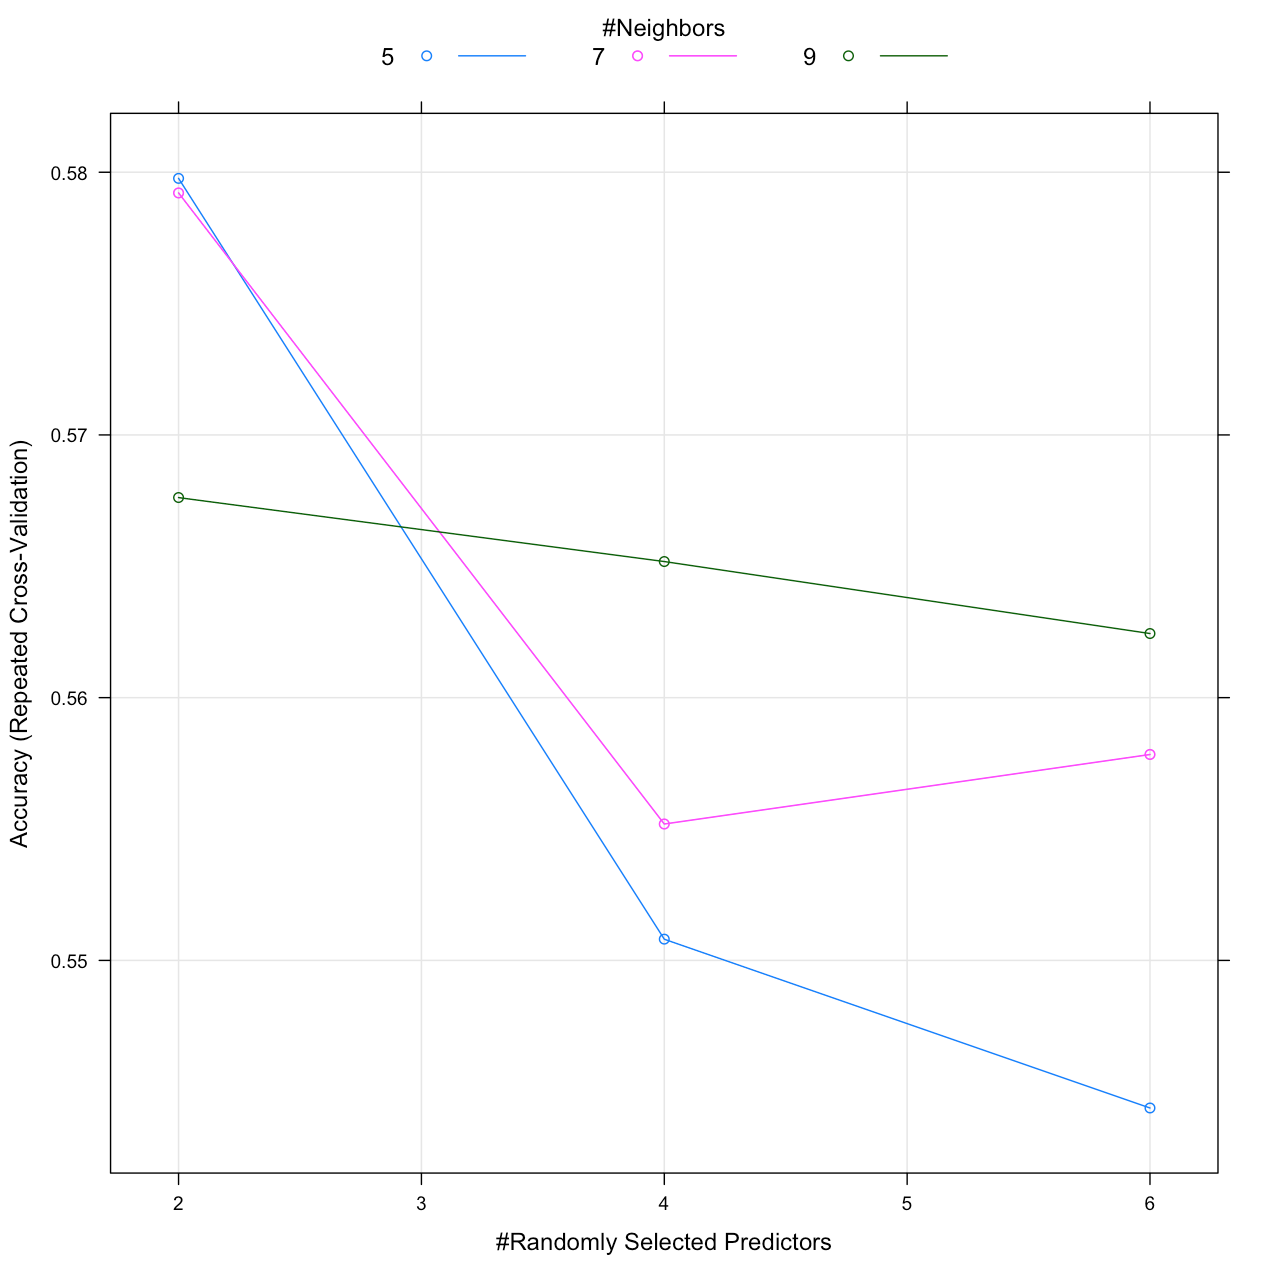 #Neighbors
5 7 9
0.58
0.57
0.56
0.55
Accuracy (Repeated Cross-Validation)
2 3 4 5 6
#Randomly Selected Predictors